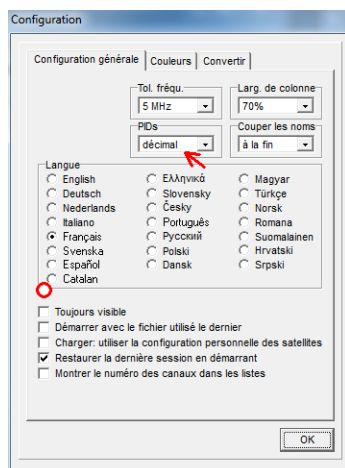 Configuration
Configuration générale Couleurs Convertir
Tol. fréqu. Larg. de colonne
5 MHz 70%
PIDs Couper les noms
décimal à la fin
Langue
English Ελληνικά Magyar
Deutsch Slovensky Türkçe
Nederlands Česky Norsk
Italiano Português Romana
Français Русский Suomalainen
Svenska Polski Hrvatski
Español Dansk Srpski
Catalan
Toujours visible
Démarrer avec le fichier utilisé le dernier
Charger: utiliser la configuration personnelle des satellites
Restaurer la dernière session en démarrant
Montrer le numéro des canaux dans les listes
OK